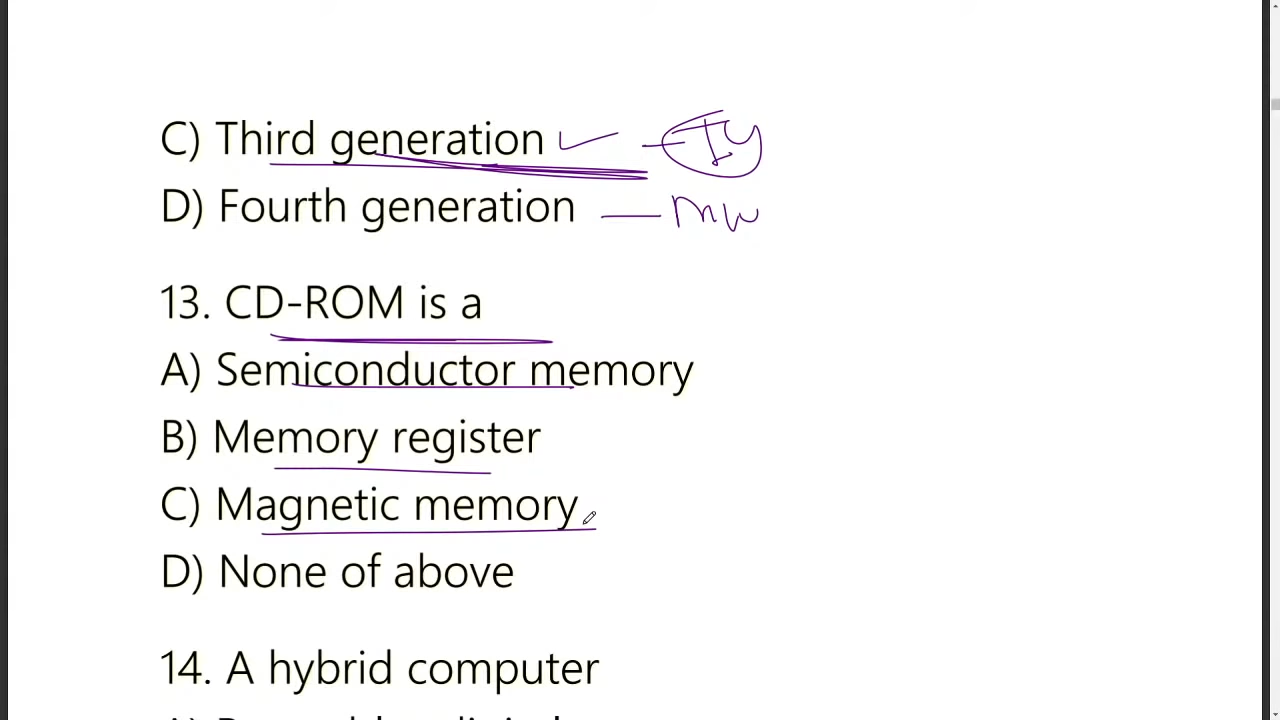 C) Third generation
D) Fourth generation
13. CD-ROM is a
A) Semiconductor memory
B) Memory register
C) Magnetic memory
D) None of above
14. A hybrid computer